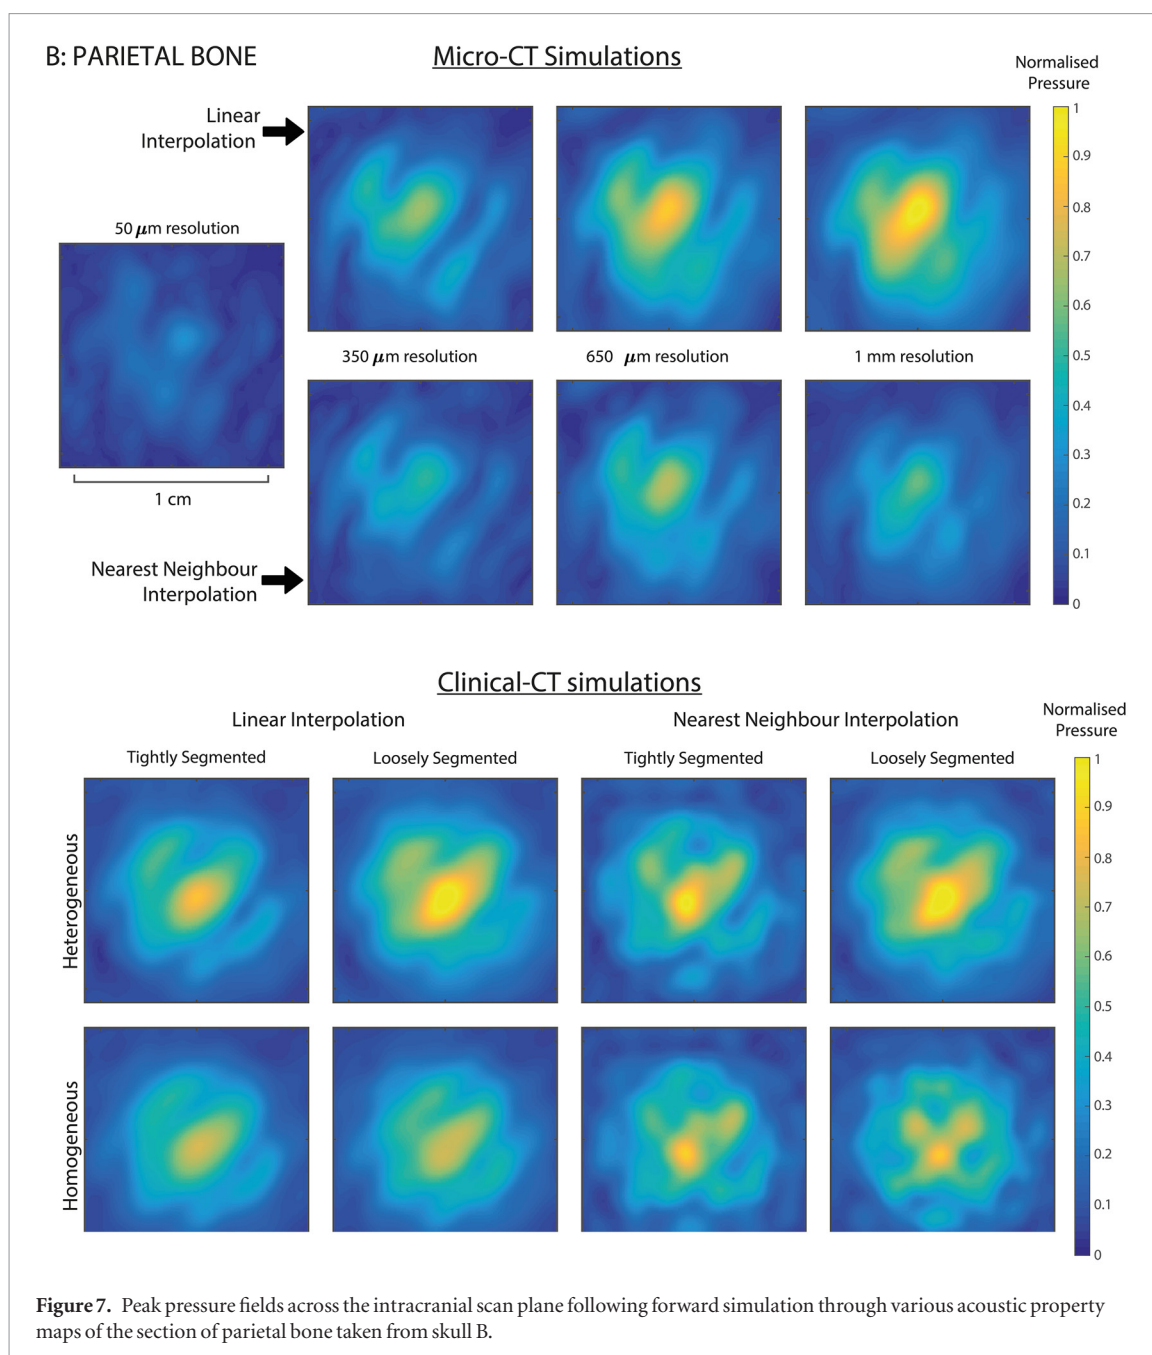 B: PARIETAL BONE
Micro-CT Simulations
Normalised
Pressure
Linear
Interpolation
50 μm resolution
1 cm
350 μm resolution
650 μm resolution
1 mm resolution
Nearest Neighbour
Interpolation
1
0.9
0.8
0.7
0.6
0.5
0.4
0.3
0.2
0.1
0
Clinical-CT simulations
Linear Interpolation
Nearest Neighbour Interpolation
Normalised
Pressure
Tightly Segmented
Loosely Segmented
Tightly Segmented
Loosely Segmented
Heterogeneous
Homogeneous
1
0.9
0.8
0.7
0.6
0.5
0.4
0.3
0.2
0.1
0
Figure 7. Peak pressure fields across the intracranial scan plane following forward simulation through various acoustic property
maps of the section of parietal bone taken from skull B.